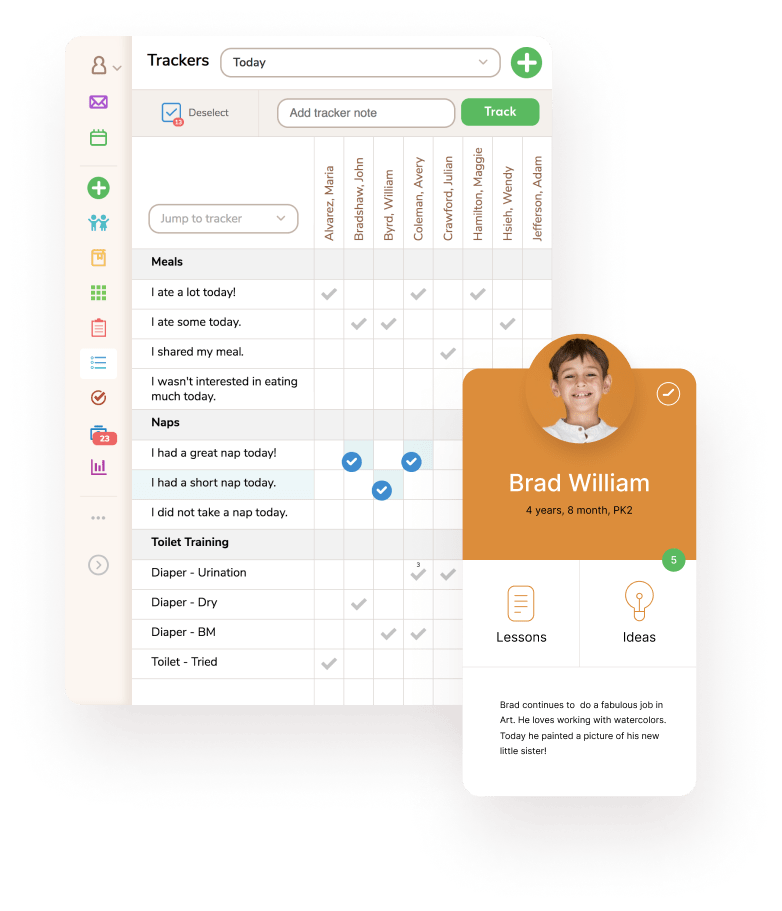 Trackers
Today
Deselect
13
Add tracker note
Track
Jump to tracker
Alvarez, Maria
Bradshaw, John
Byrd, William
Coleman, Avery
Crawford, Julian
Hamilton, Maggie
Hsieh, Wendy
Jefferson, Adam
Meals
I ate a lot today!
I ate some today.
I shared my meal.
I wasn't interested in eating
much today.
Naps
I had a great nap today!
I had a short nap today.
I did not take a nap today.
Toilet Training
Diaper - Urination
3
Diaper - Dry
Diaper - BM
Toilet - Tried
23
Brad William
4 years, 8 month, PK2
5
Lessons
Ideas
Brad continues to  do a fabulous job in
Art. He loves working with watercolors.
Today he painted a picture of his new
little sister!